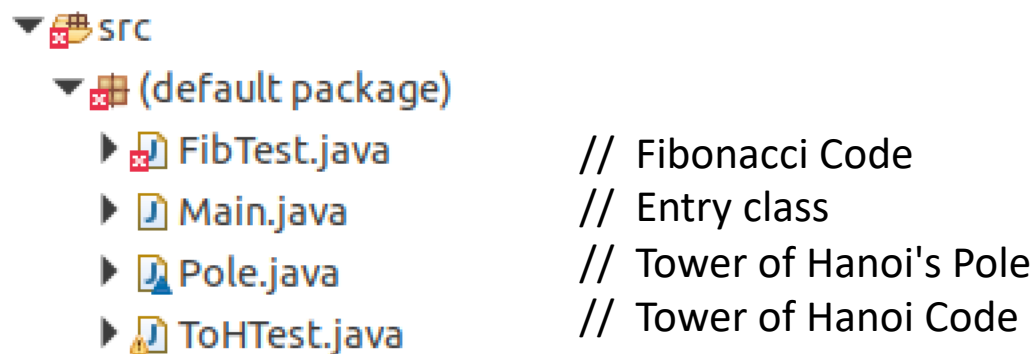 src
(default package)
FibTest.java // Fibonacci Code
Main.java // Entry class
Pole.java // Tower of Hanoi's Pole
ToHTest.java // Tower of Hanoi Code